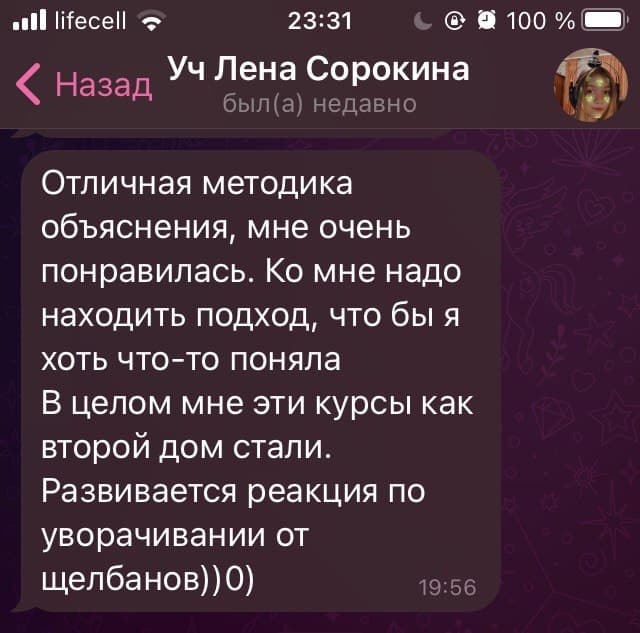 lifecell 23:31 100 %
Назад Уч Лена Сорокина
был(а) недавно
Отличная методика
объяснения, мне очень
понравилась. Ко мне надо
находить подход, что бы я
хоть что-то поняла
В целом мне эти курсы как
второй дом стали.
Развивается реакция по
уворачивании от
щелбанов))0)
19:56